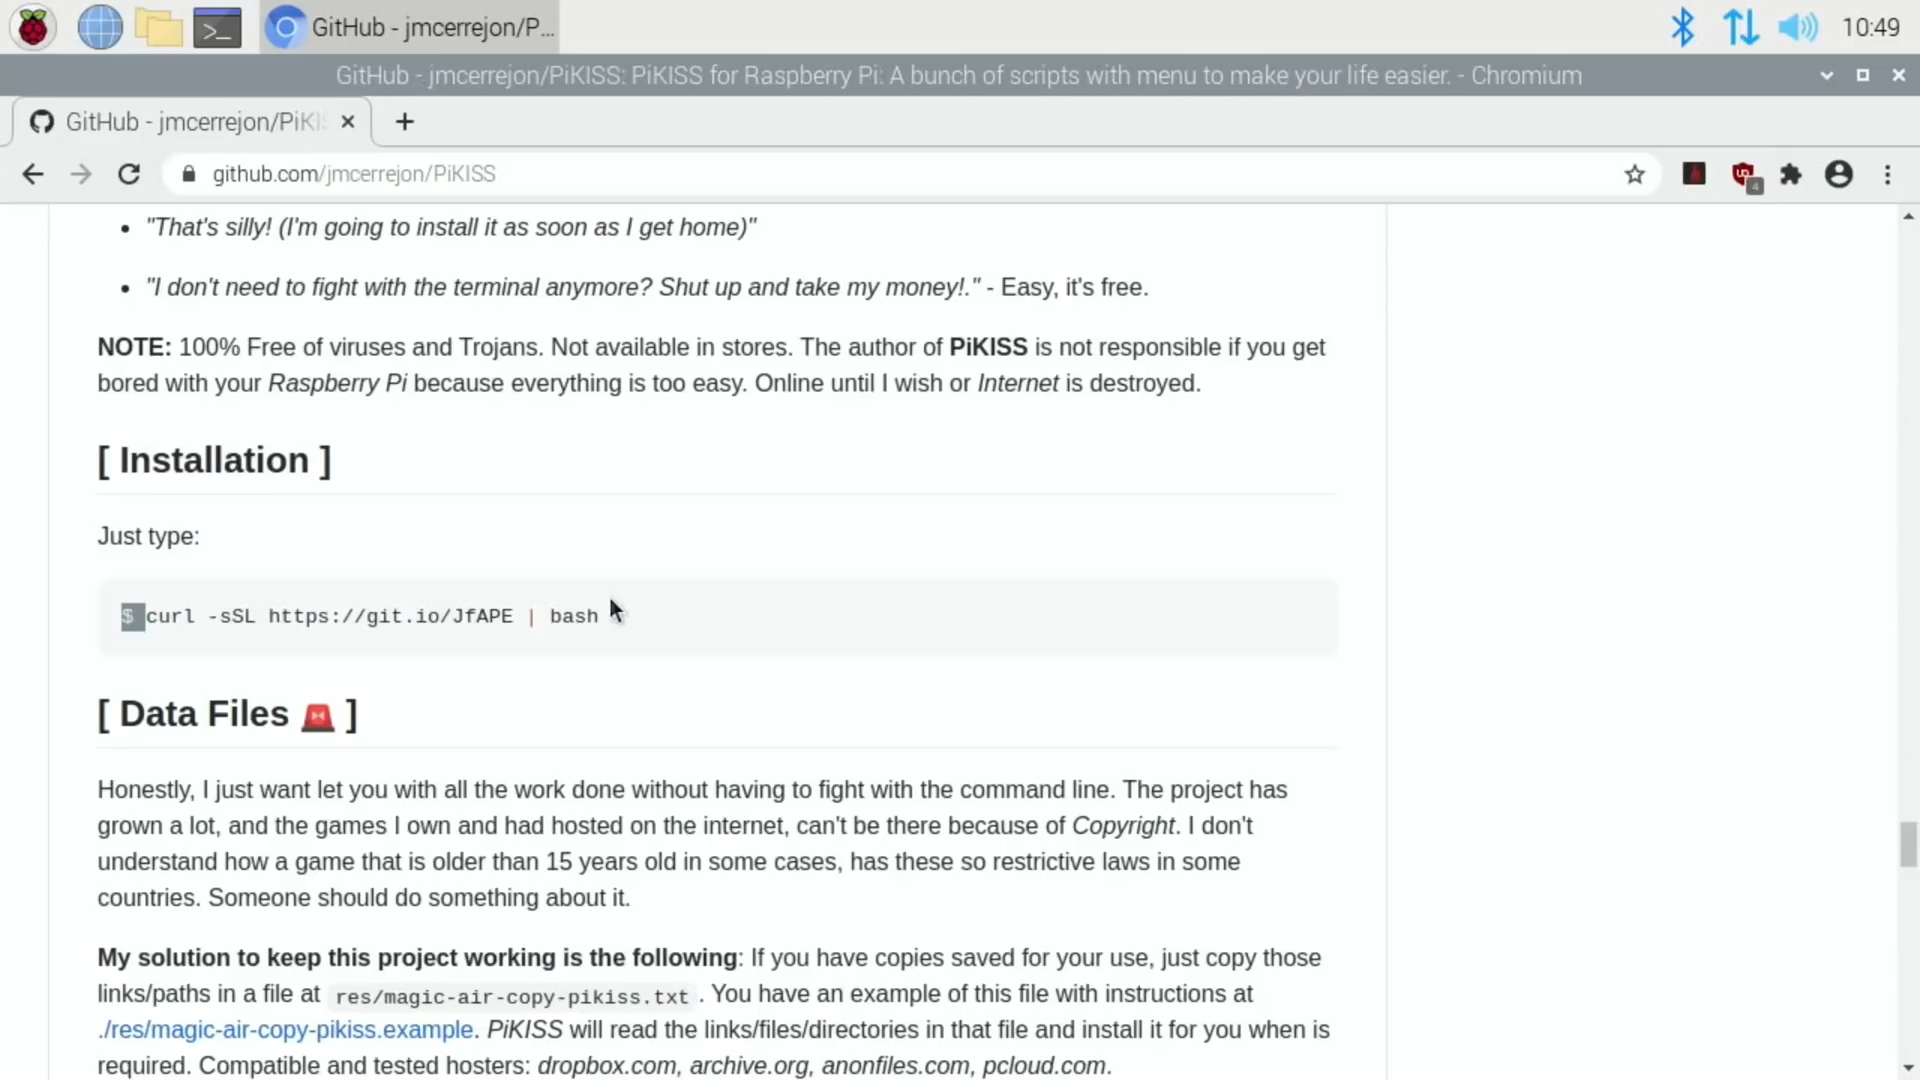 GitHub - jmcerrejon/P...
10:49
GitHub - jmcerrejon/PiKISS: PiKISS for Raspberry Pi: A bunch of scripts with menu to make your life easier. - Chromium
GitHub - jmcerrejon/PiKIS
github.com/jmcerrejon/PiKISS
4
"That's silly! (I'm going to install it as soon as I get home)"
"I don't need to fight with the terminal anymore? Shut up and take my money!." - Easy, it's free.
NOTE: 100% Free of viruses and Trojans. Not available in stores. The author of PiKISS is not responsible if you get
bored with your Raspberry Pi because everything is too easy. Online until I wish or Internet is destroyed.
[ Installation ]
Just type:
$ curl -sSL https://git.io/JfAPE | bash
[ Data Files 🚨 ]
Honestly, I just want let you with all the work done without having to fight with the command line. The project has
grown a lot, and the games I own and had hosted on the internet, can't be there because of Copyright. I don't
understand how a game that is older than 15 years old in some cases, has these so restrictive laws in some
countries. Someone should do something about it.
My solution to keep this project working is the following: If you have copies saved for your use, just copy those
links/paths in a file at res/magic-air-copy-pikiss.txt . You have an example of this file with instructions at
./res/magic-air-copy-pikiss.example. PiKISS will read the links/files/directories in that file and install it for you when is
required. Compatible and tested hosters: dropbox.com, archive.org, anonfiles.com, pcloud.com.